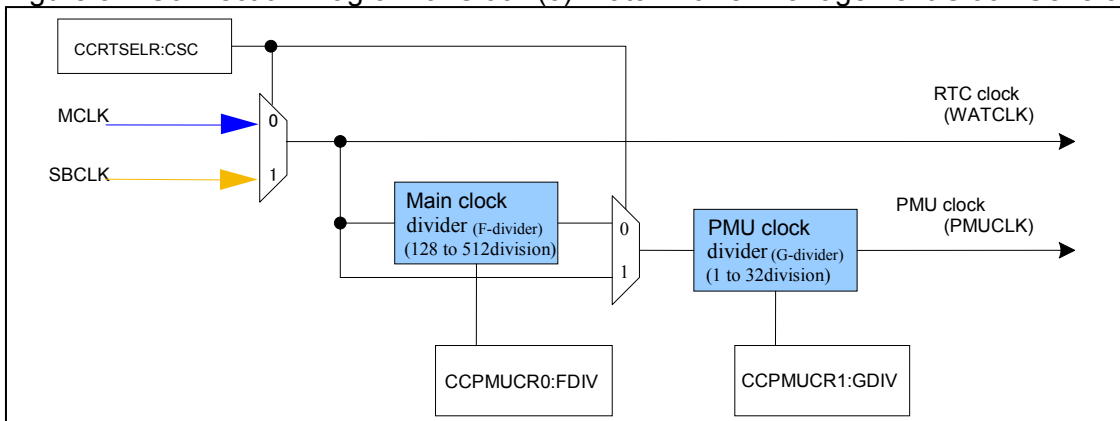 CCRTSELR:CSC
MCLK
SBCLK
0
1
RTC clock
(WATCLK)
Main clock
divider (F-divider)
(128 to 512division)
0
1
PMU clock
divider (G-divider)
(1 to 32division)
PMU clock
(PMUCLK)
CCPMUCR0:FDIV
CCPMUCR1:GDIV